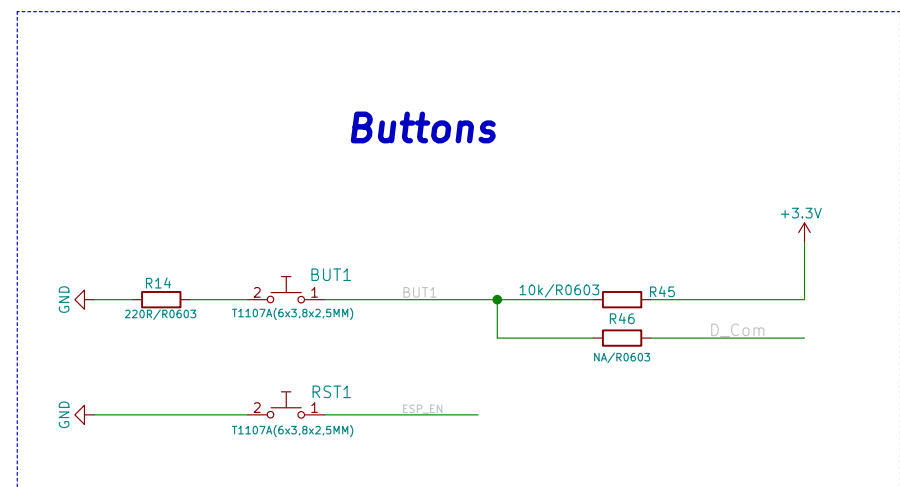 Buttons
+3.3V
GND
R14
220R/R0603
2
1
BUT1
T1107A(6x3,8x2,5MM)
BUT1
10k/R0603
R45
R46
NA/R0603
D_Com
GND
2
1
RST1
T1107A(6x3,8x2,5MM)
ESP_EN